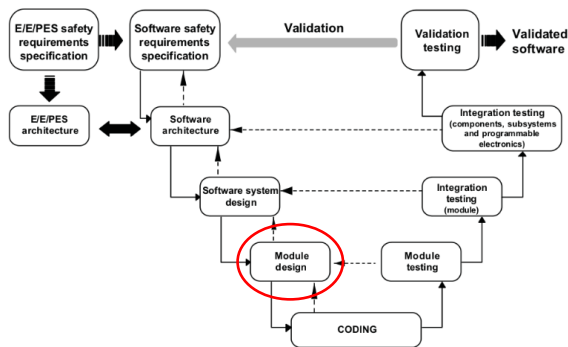 E/E/PES safety
requirements
specification
Software safety
requirements
specification
Validation
Validation
testing
Validated
software
E/E/PES
architecture
Software
architecture
Integration testing
(components, subsystems
and programmable
electronics)
Software system
design
Integration
testing
(module)
Module
design
Module
testing
CODING